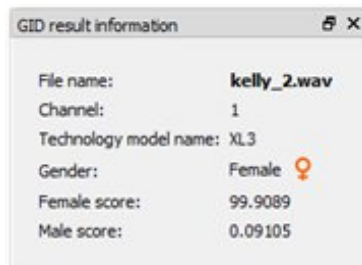 GID result information
File name: kelly_2.wav
Channel: 1
Technology model name: XL3
Gender: Female
Female score: 99.9089
Male score: 0.09105